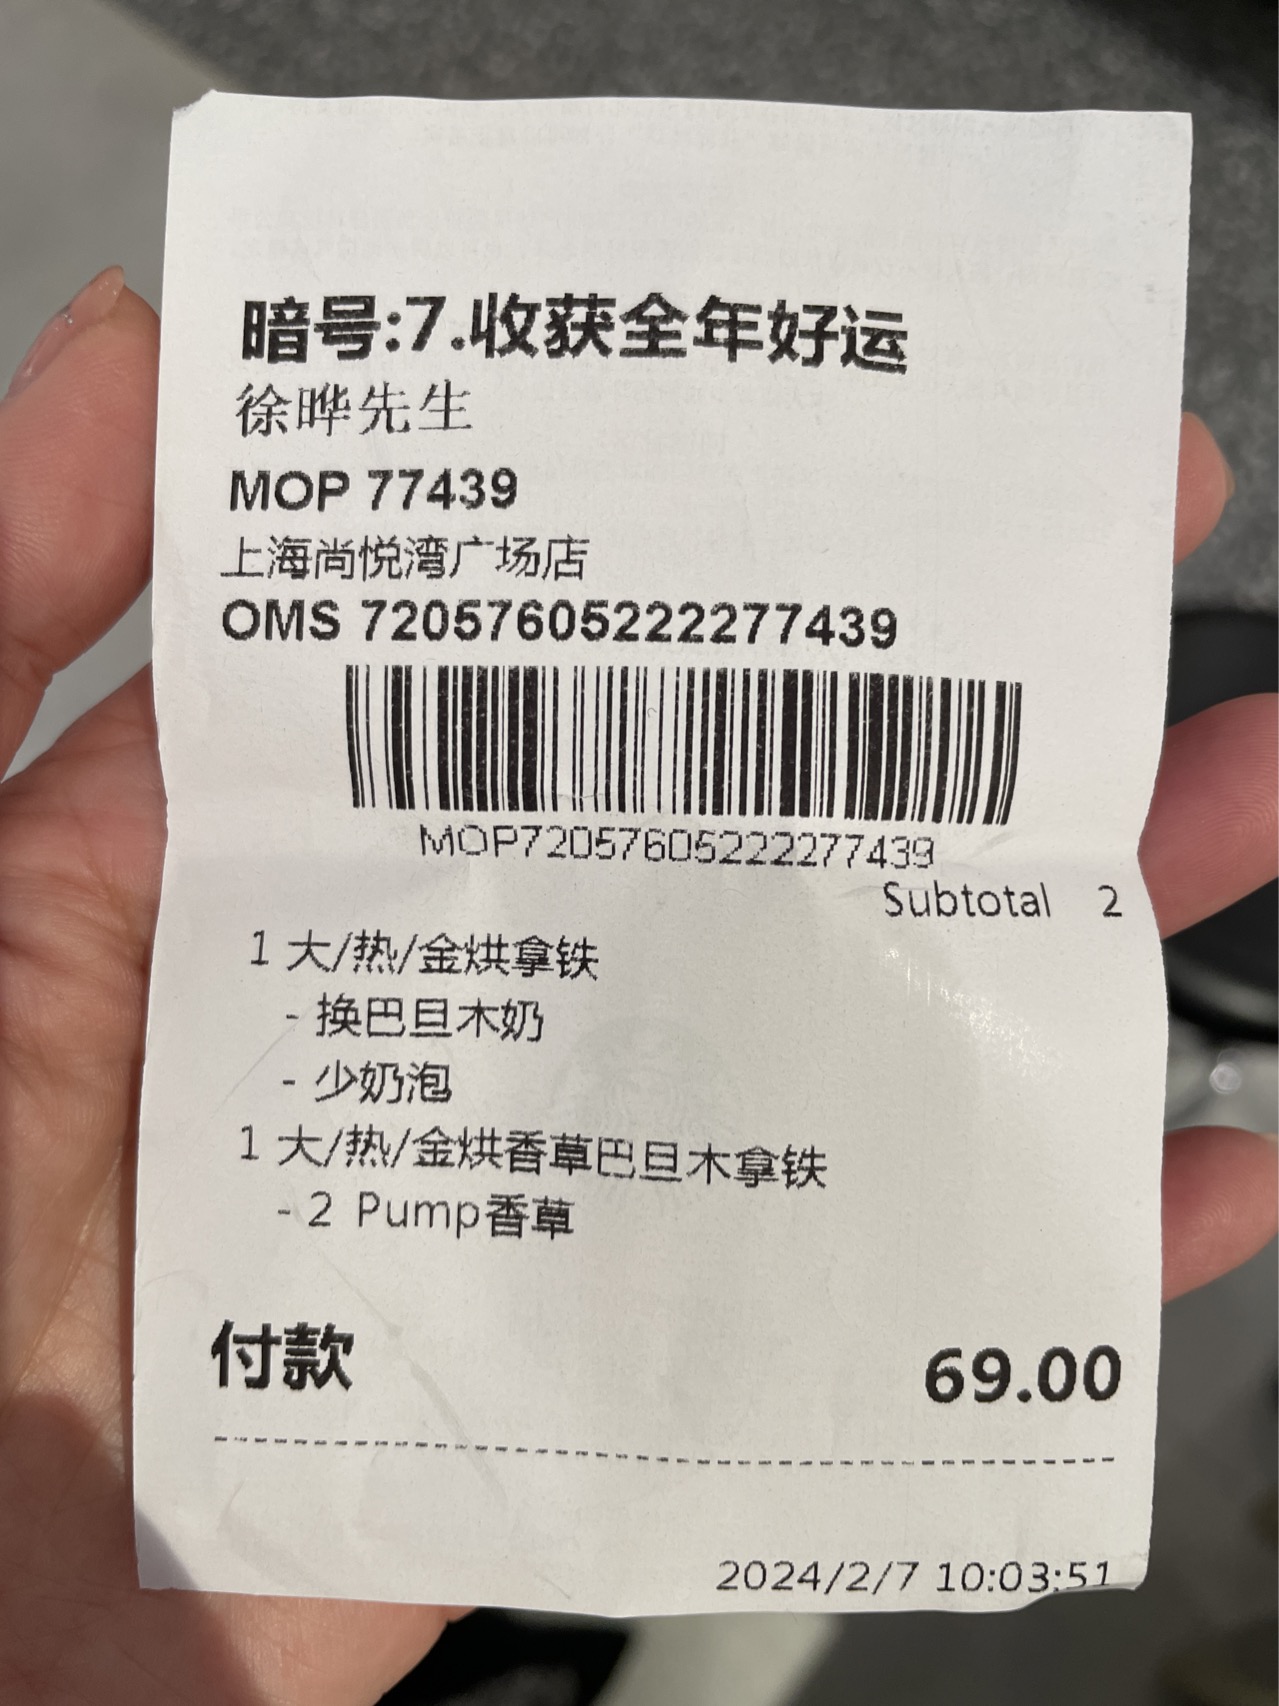 暗号:7.收获全年好运
徐晔先生
MOP 77439
上海尚悦湾广场店
OMS 72057605222277439
MOP72057605222277439
Subtotal 2
1 大/热/金烘拿铁
- 换巴旦木奶
- 少奶泡
1 大/热/金烘香草巴旦木拿铁
- 2 Pump香草
付款 69.00
2024/2/7 10:03:51